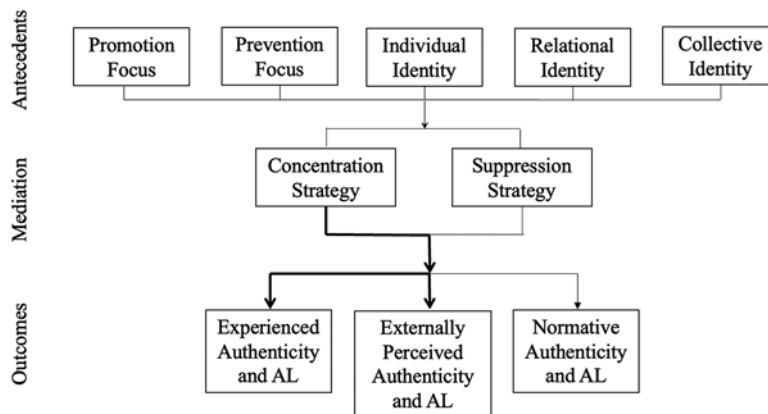 Antecedents
Promotion
Focus
Prevention
Focus
Individual
Identity
Relational
Identity
Collective
Identity
Mediation
Concentration
Strategy
Suppression
Strategy
Outcomes
Experienced
Authenticity
and AL
Externally
Perceived
Authenticity
and AL
Normative
Authenticity
and AL